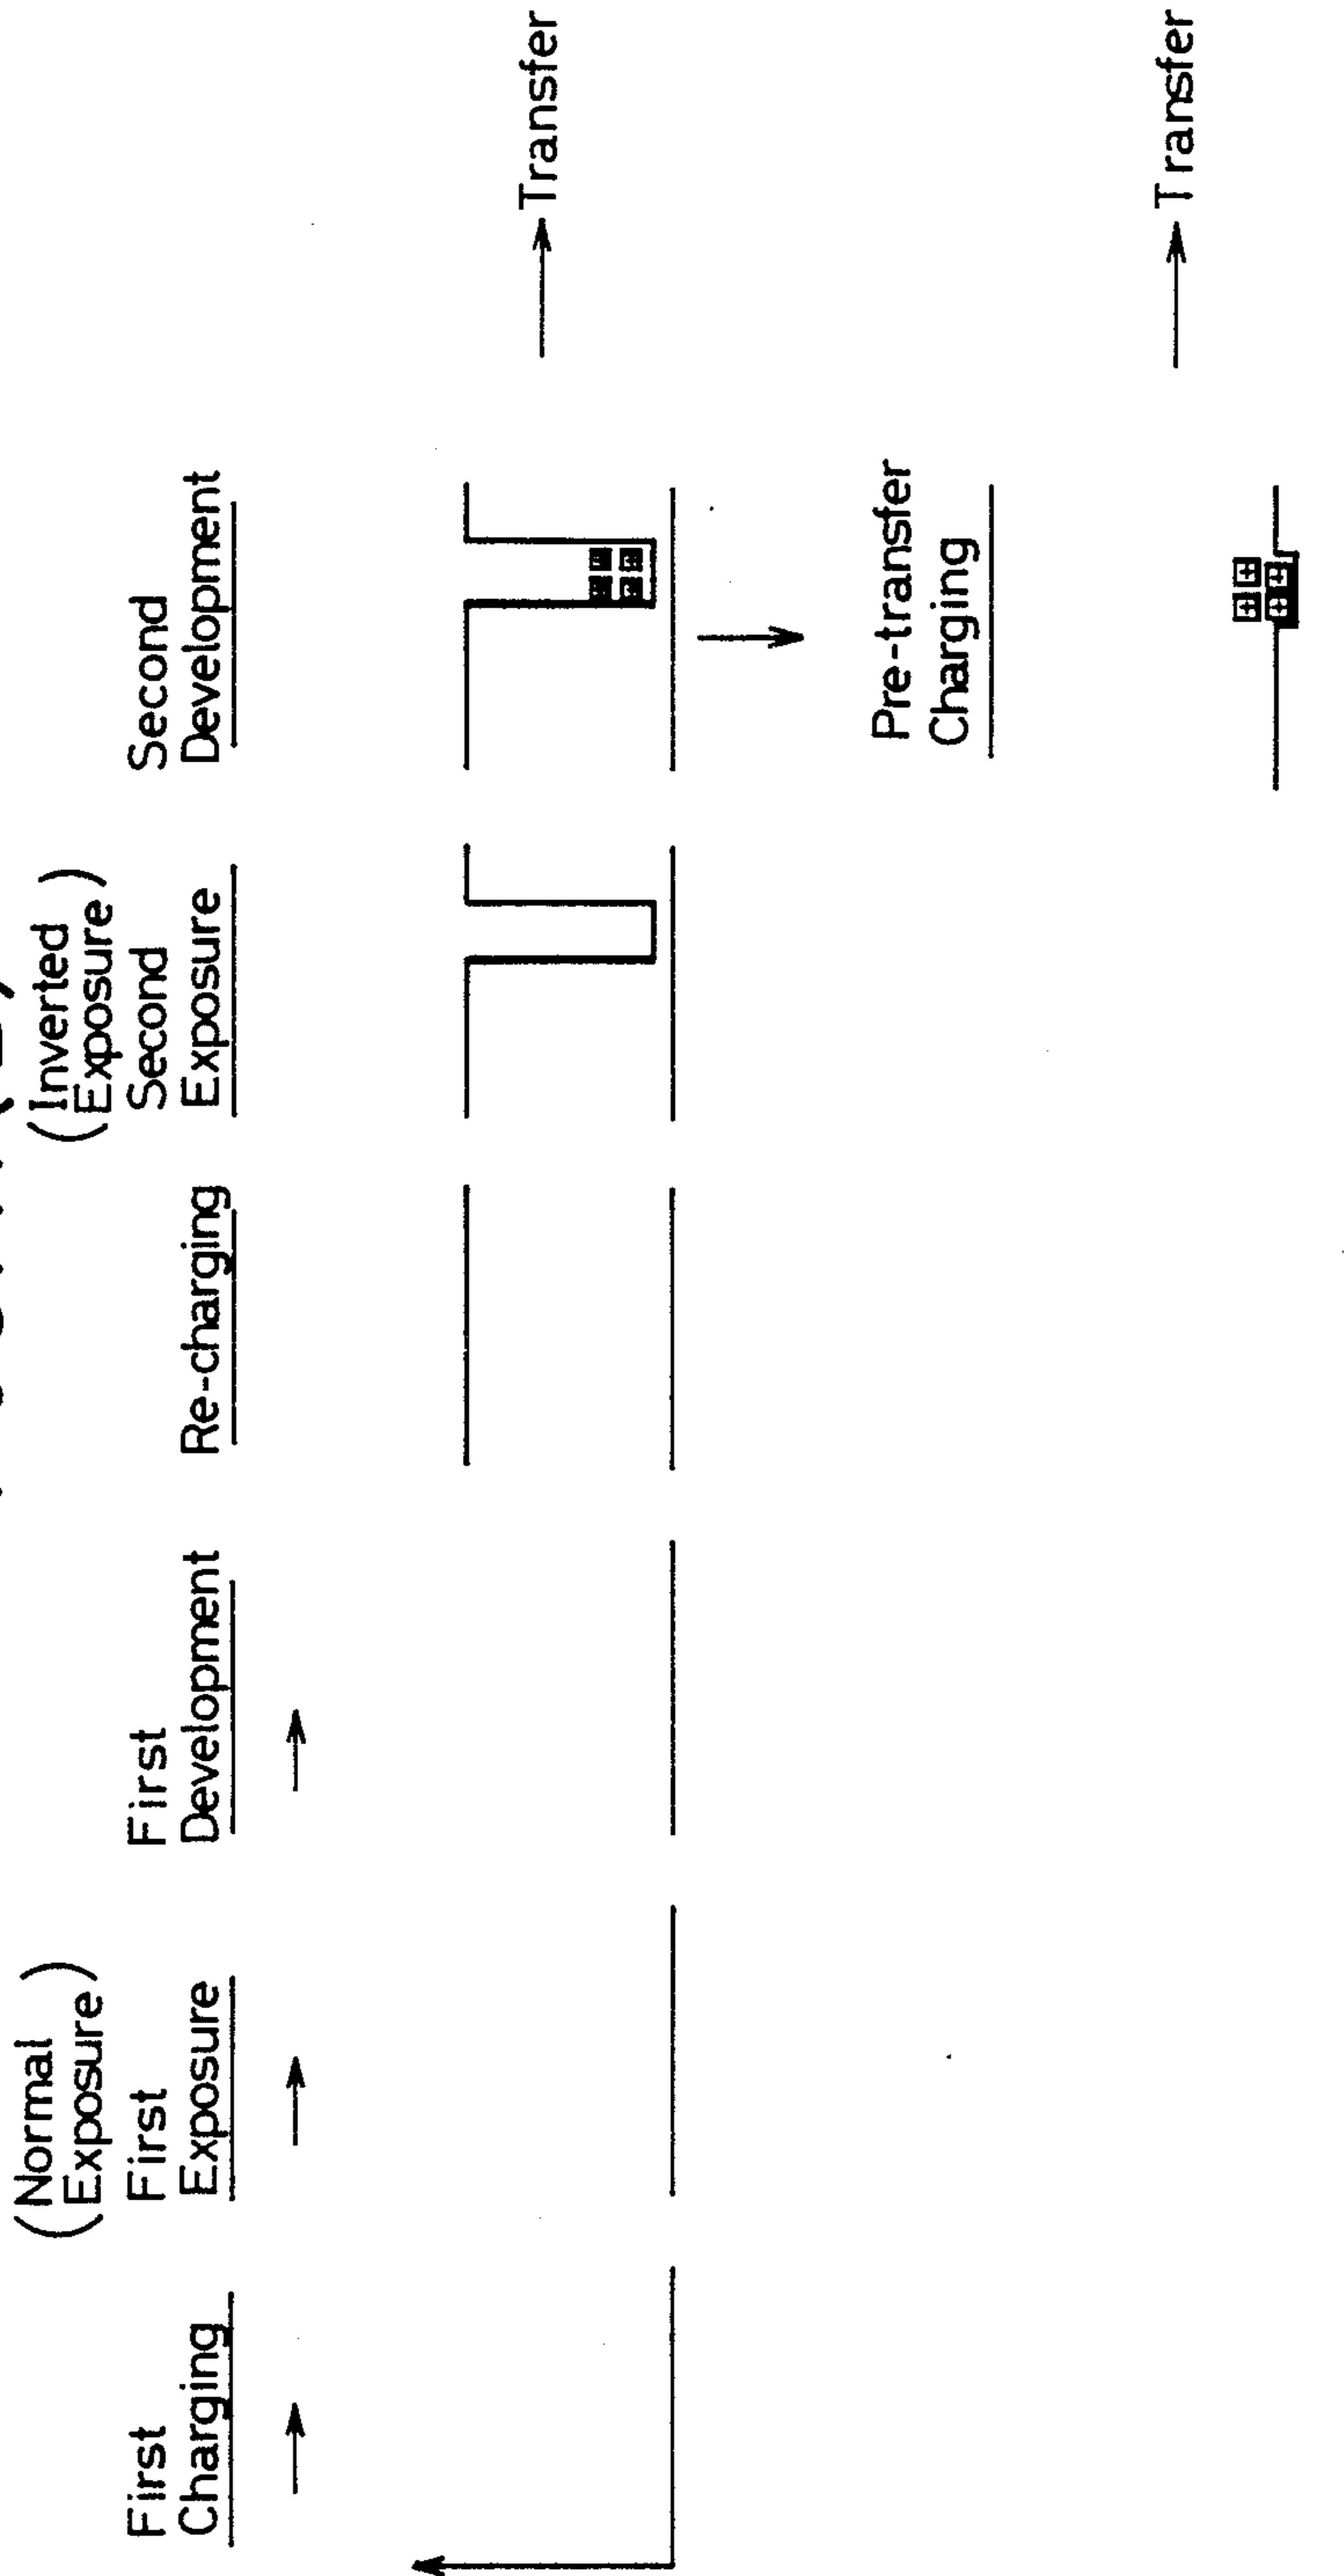 First
Charging
(Normal
Exposure)
First
Exposure
First
Development
Re-charging
(Inverted
Exposure)
Second
Exposure
Second
Development
Transfer
Pre-transfer
Charging
Transfer